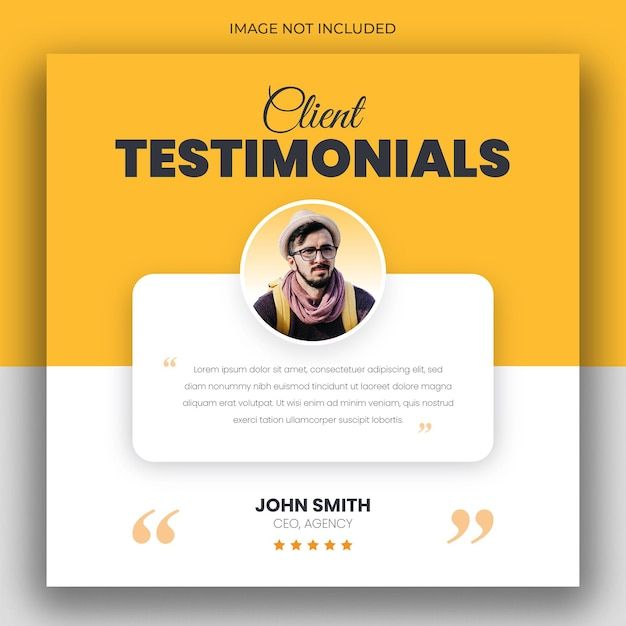 IMAGE NOT INCLUDED
Client
TESTIMONIALS
“ Lorem ipsum dolor sit amet, consectetuer adipiscing elit, sed
diam nonummy nibh euismod tincidunt ut laoreet dolore
magna aliquam erat volutpat. Ut wisi enim ad minim veniam,
quis nostrud exerci tation ullamcorper suscipit lobortis. ”
“ JOHN SMITH ”
CEO, AGENCY